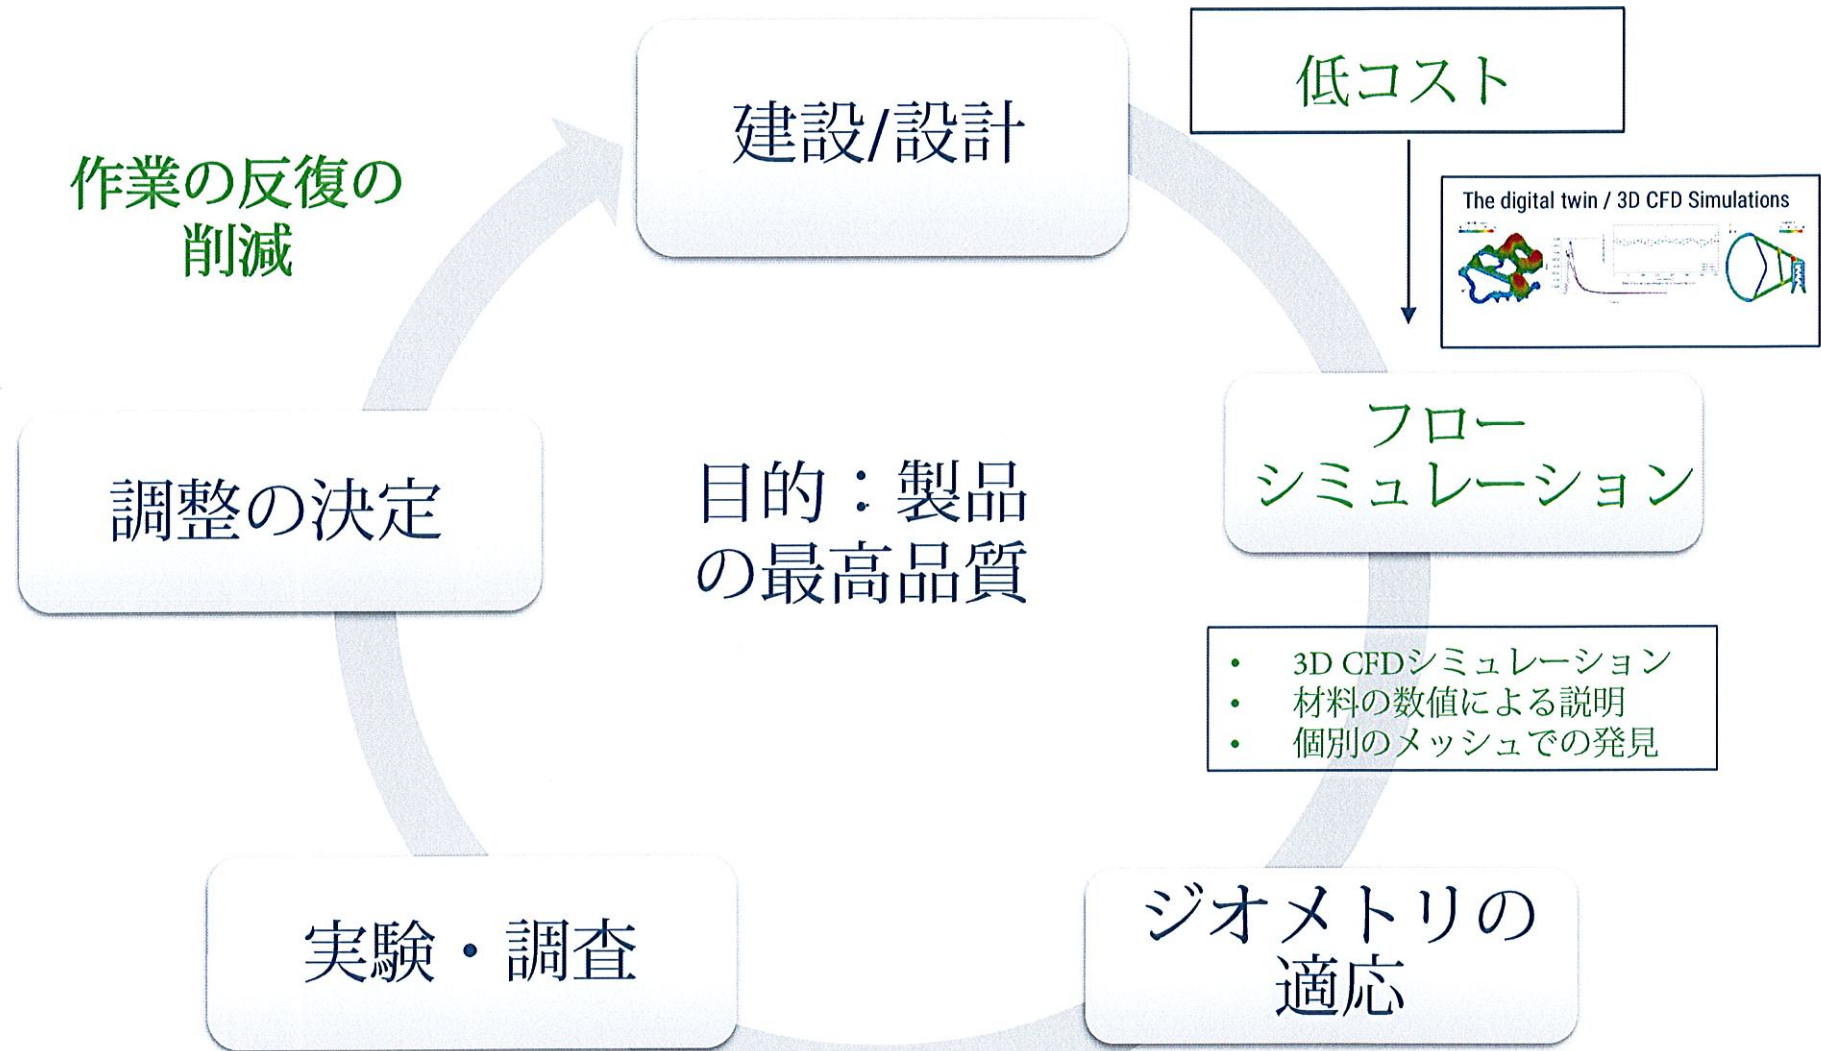 建設/設計
低コスト
The digital twin / 3D CFD Simulations
作業の反復の
削減
フロー
シミュレーション
調整の決定
目的：製品
の最高品質
• 3D CFDシミュレーション
• 材料の数値による説明
• 個別のメッシュでの発見
実験・調査
ジオメトリの
適応